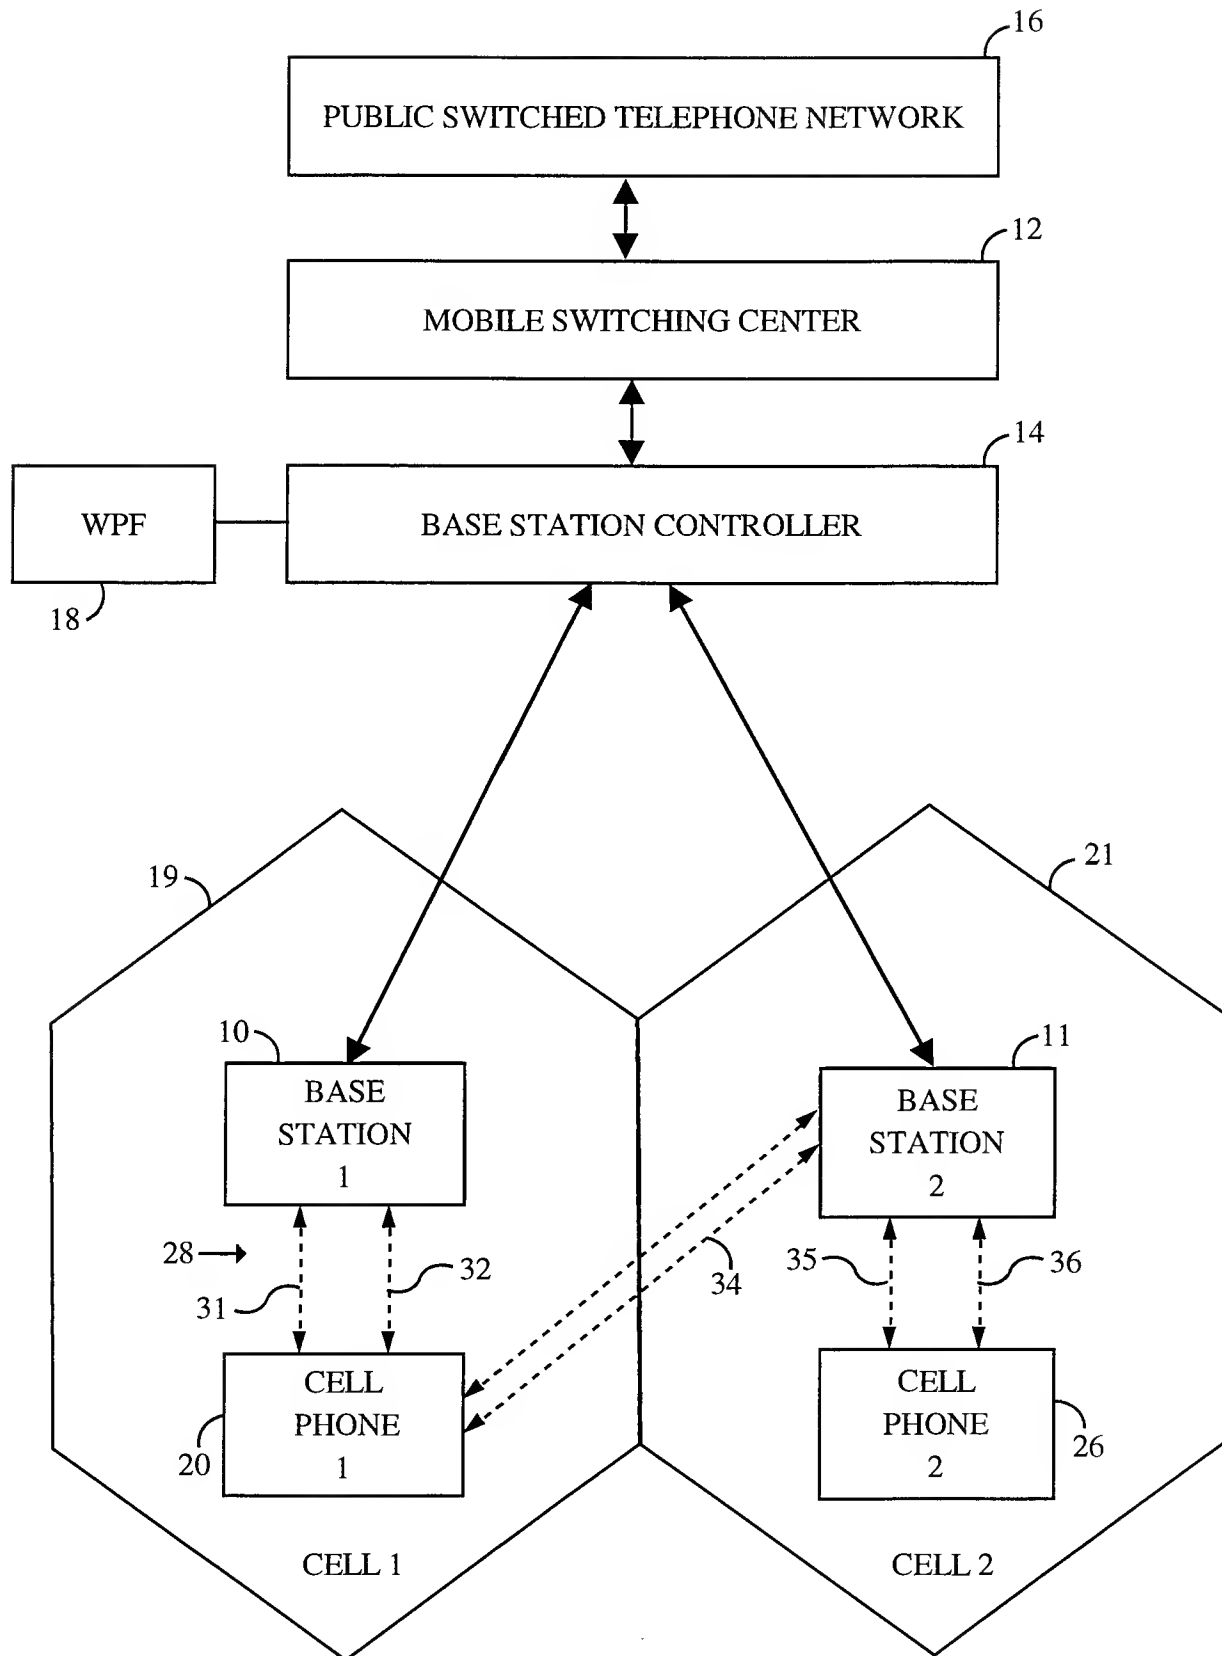 16
PUBLIC SWITCHED TELEPHONE NETWORK
12
MOBILE SWITCHING CENTER
14
WPF
BASE STATION CONTROLLER
18
19
21
10
11
BASE
STATION
1
BASE
STATION
2
28
31
32
34
35
36
CELL
PHONE
1
20
CELL
PHONE
2
26
CELL 1
CELL 2